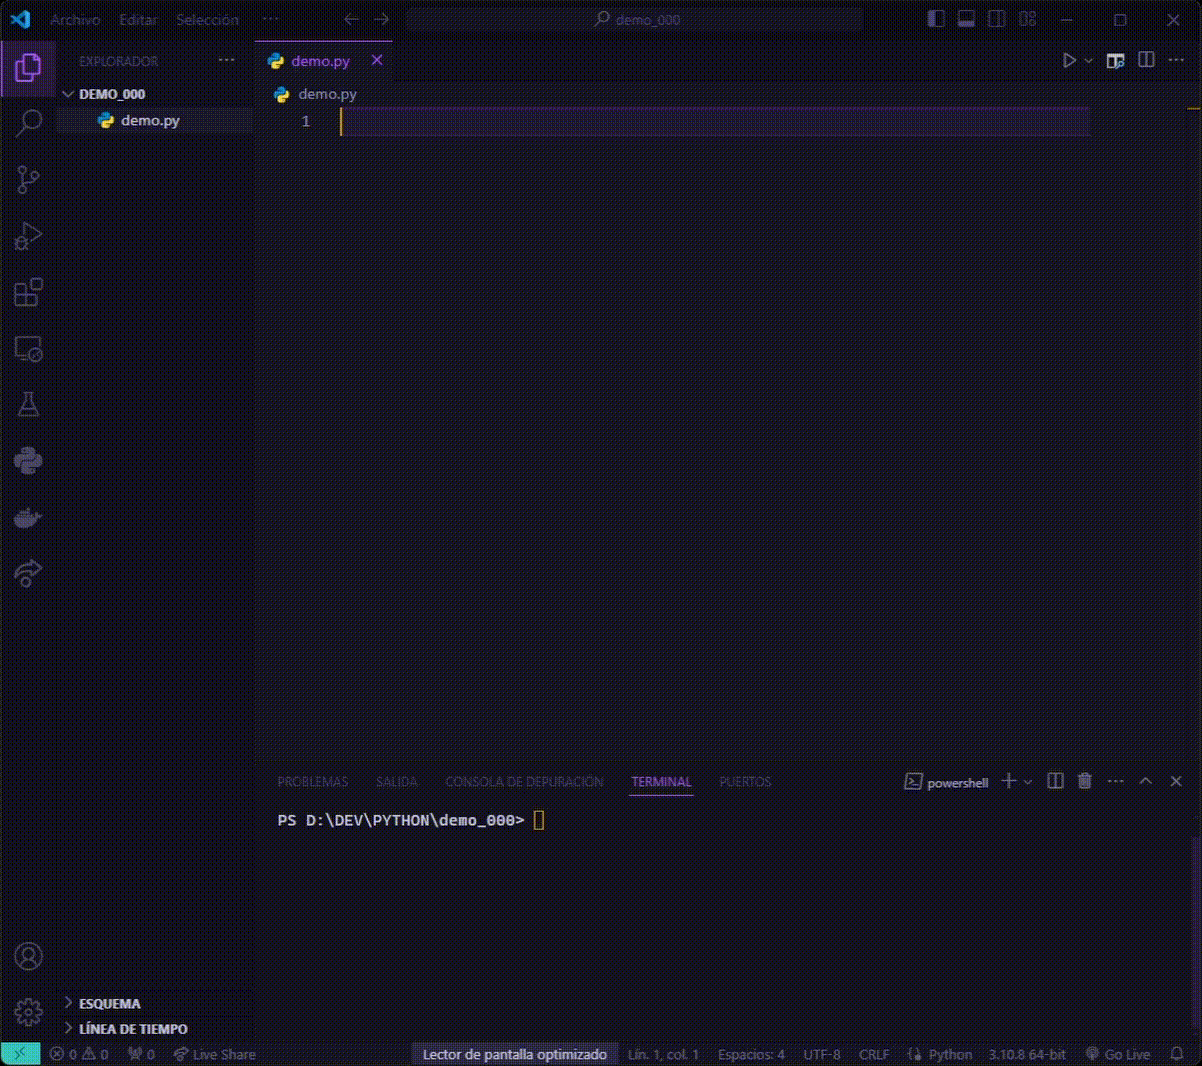 Archivo Editar Selección ··· demo_000
EXPLORADOR ···
DEMO_000
demo.py
demo.py
demo.py
1
PROBLEMAS SALIDA CONSOLA DE DEPURACIÓN TERMINAL PUERTOS powershell
PS D:\DEV\PYTHON\demo_000>
ESQUEMA
LÍNEA DE TIEMPO
0 0 0 Live Share Lector de pantalla optimizado Lín. 1, col. 1 Espacios: 4 UTF-8 CRLF Python 3.10.8 64-bit Go Live